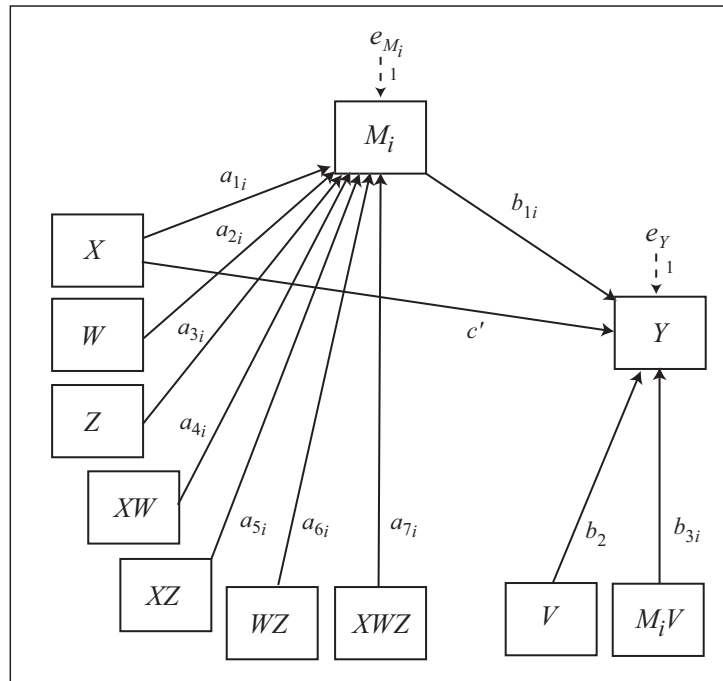 e_{M_i}
1
M_i
a_{1i}
b_{1i}
X
a_{2i}
e_Y
1
W
a_{3i}
c′
Y
Z
a_{4i}
XW
a_{5i}
a_{6i}
a_{7i}
b_2
b_{3i}
XZ
WZ
XWZ
V
M_iV